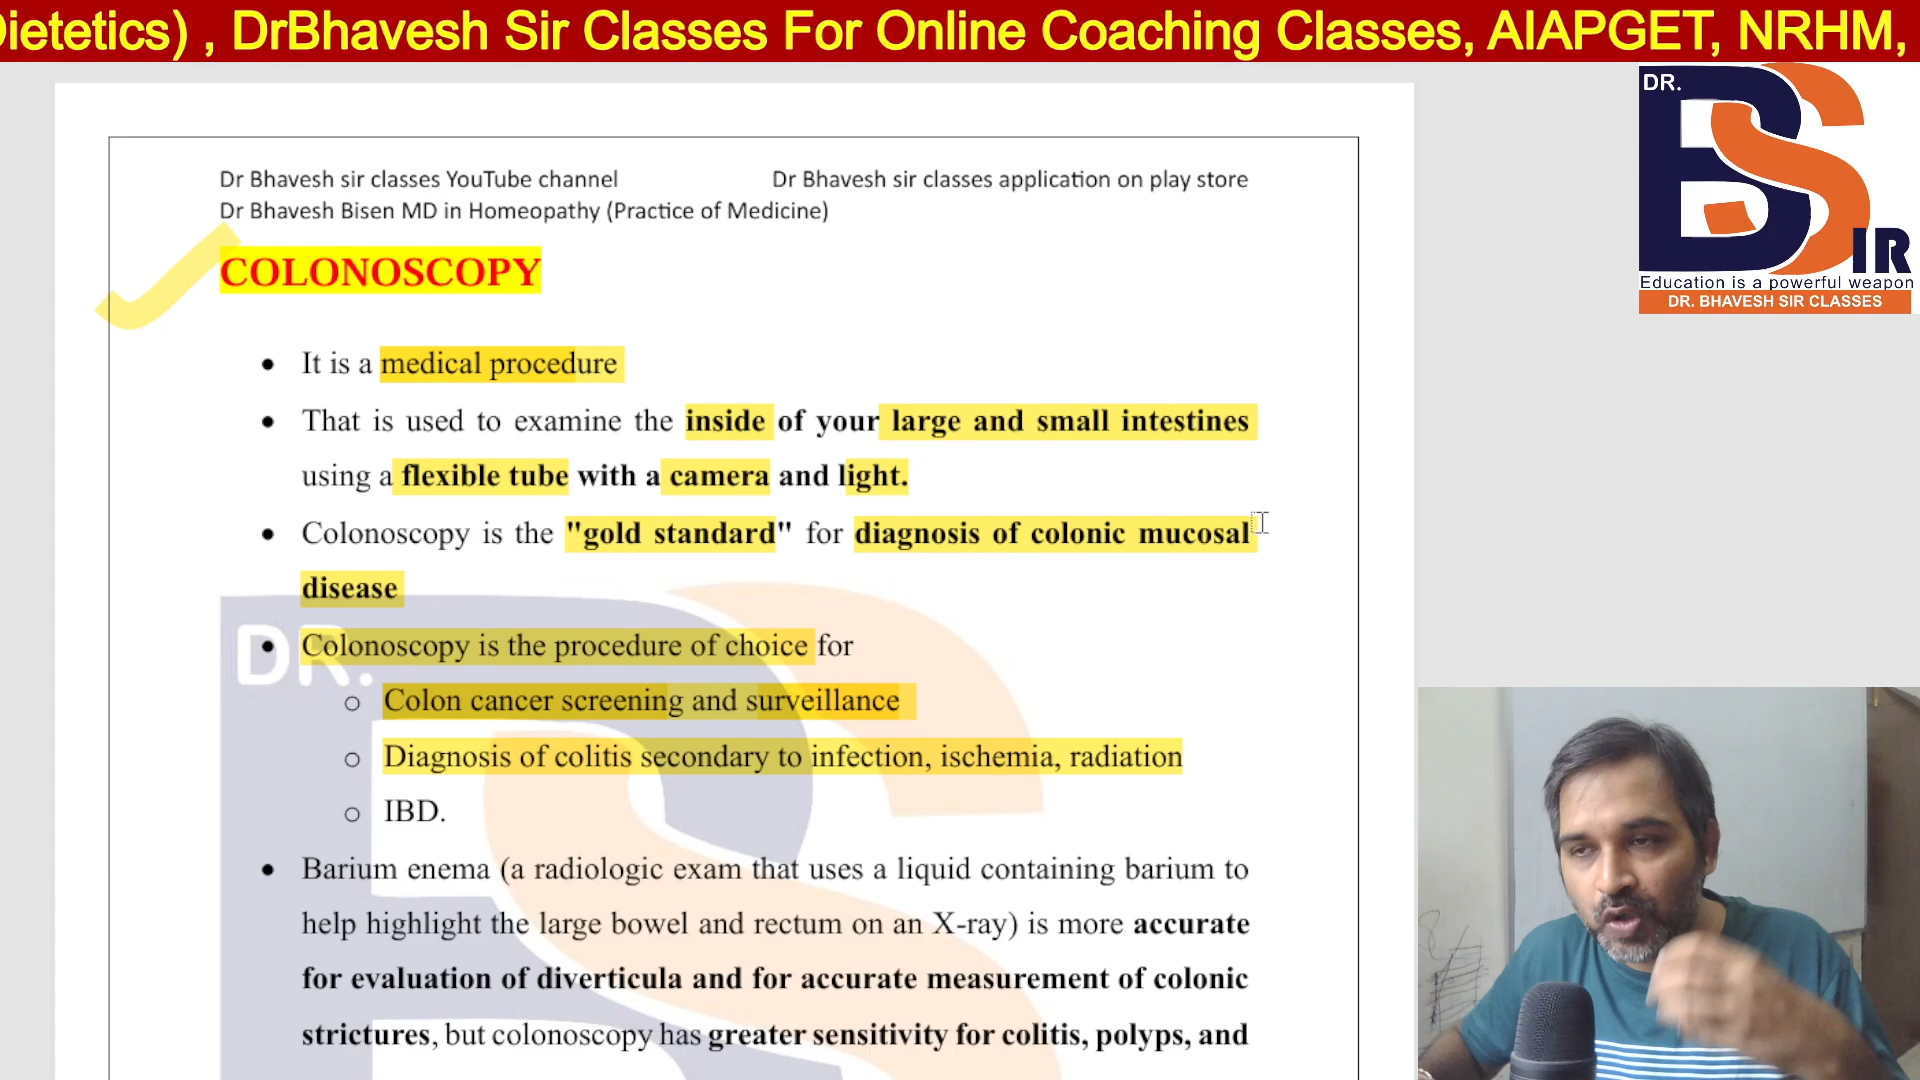 ietetics) , DrBhavesh Sir Classes For Online Coaching Classes, AIAPGET, NRHM,
DR.
BS
IR
Education is a powerful weapon
DR. BHAVESH SIR CLASSES
Dr Bhavesh sir classes YouTube channel Dr Bhavesh sir classes application on play store
Dr Bhavesh Bisen MD in Homeopathy (Practice of Medicine)
COLONOSCOPY
• It is a medical procedure
• That is used to examine the inside of your large and small intestines
using a flexible tube with a camera and light.
• Colonoscopy is the "gold standard" for diagnosis of colonic mucosal
disease
DR.
• Colonoscopy is the procedure of choice for
o Colon cancer screening and surveillance
o Diagnosis of colitis secondary to infection, ischemia, radiation
o IBD.
• Barium enema (a radiologic exam that uses a liquid containing barium to
help highlight the large bowel and rectum on an X-ray) is more accurate
for evaluation of diverticula and for accurate measurement of colonic
strictures, but colonoscopy has greater sensitivity for colitis, polyps, and